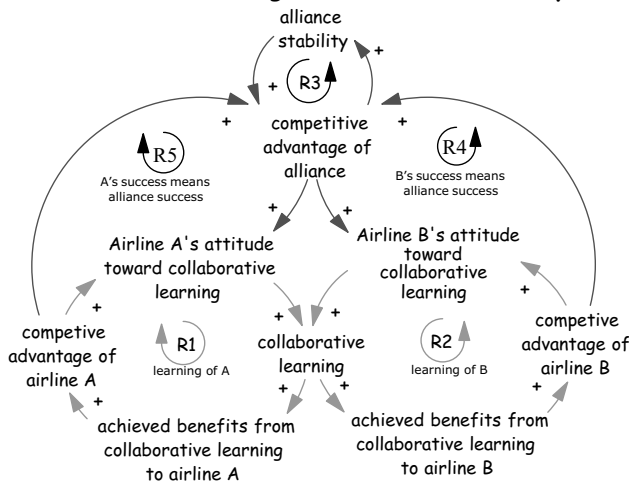 alliance
stability
+
+
R3
+
competitive
advantage of
alliance
+
R5
A's success means
alliance success
R4
B's success means
alliance success
+
+
Airline A's attitude
toward collaborative
learning
Airline B's attitude
toward
collaborative
learning
+
+
+
+
competive
advantage of
airline A
R1
learning of A
collaborative
learning
R2
learning of B
competive
advantage of
airline B
+
+
+
+
achieved benefits from
collaborative learning
to airline A
achieved benefits from
collaborative learning
to airline B